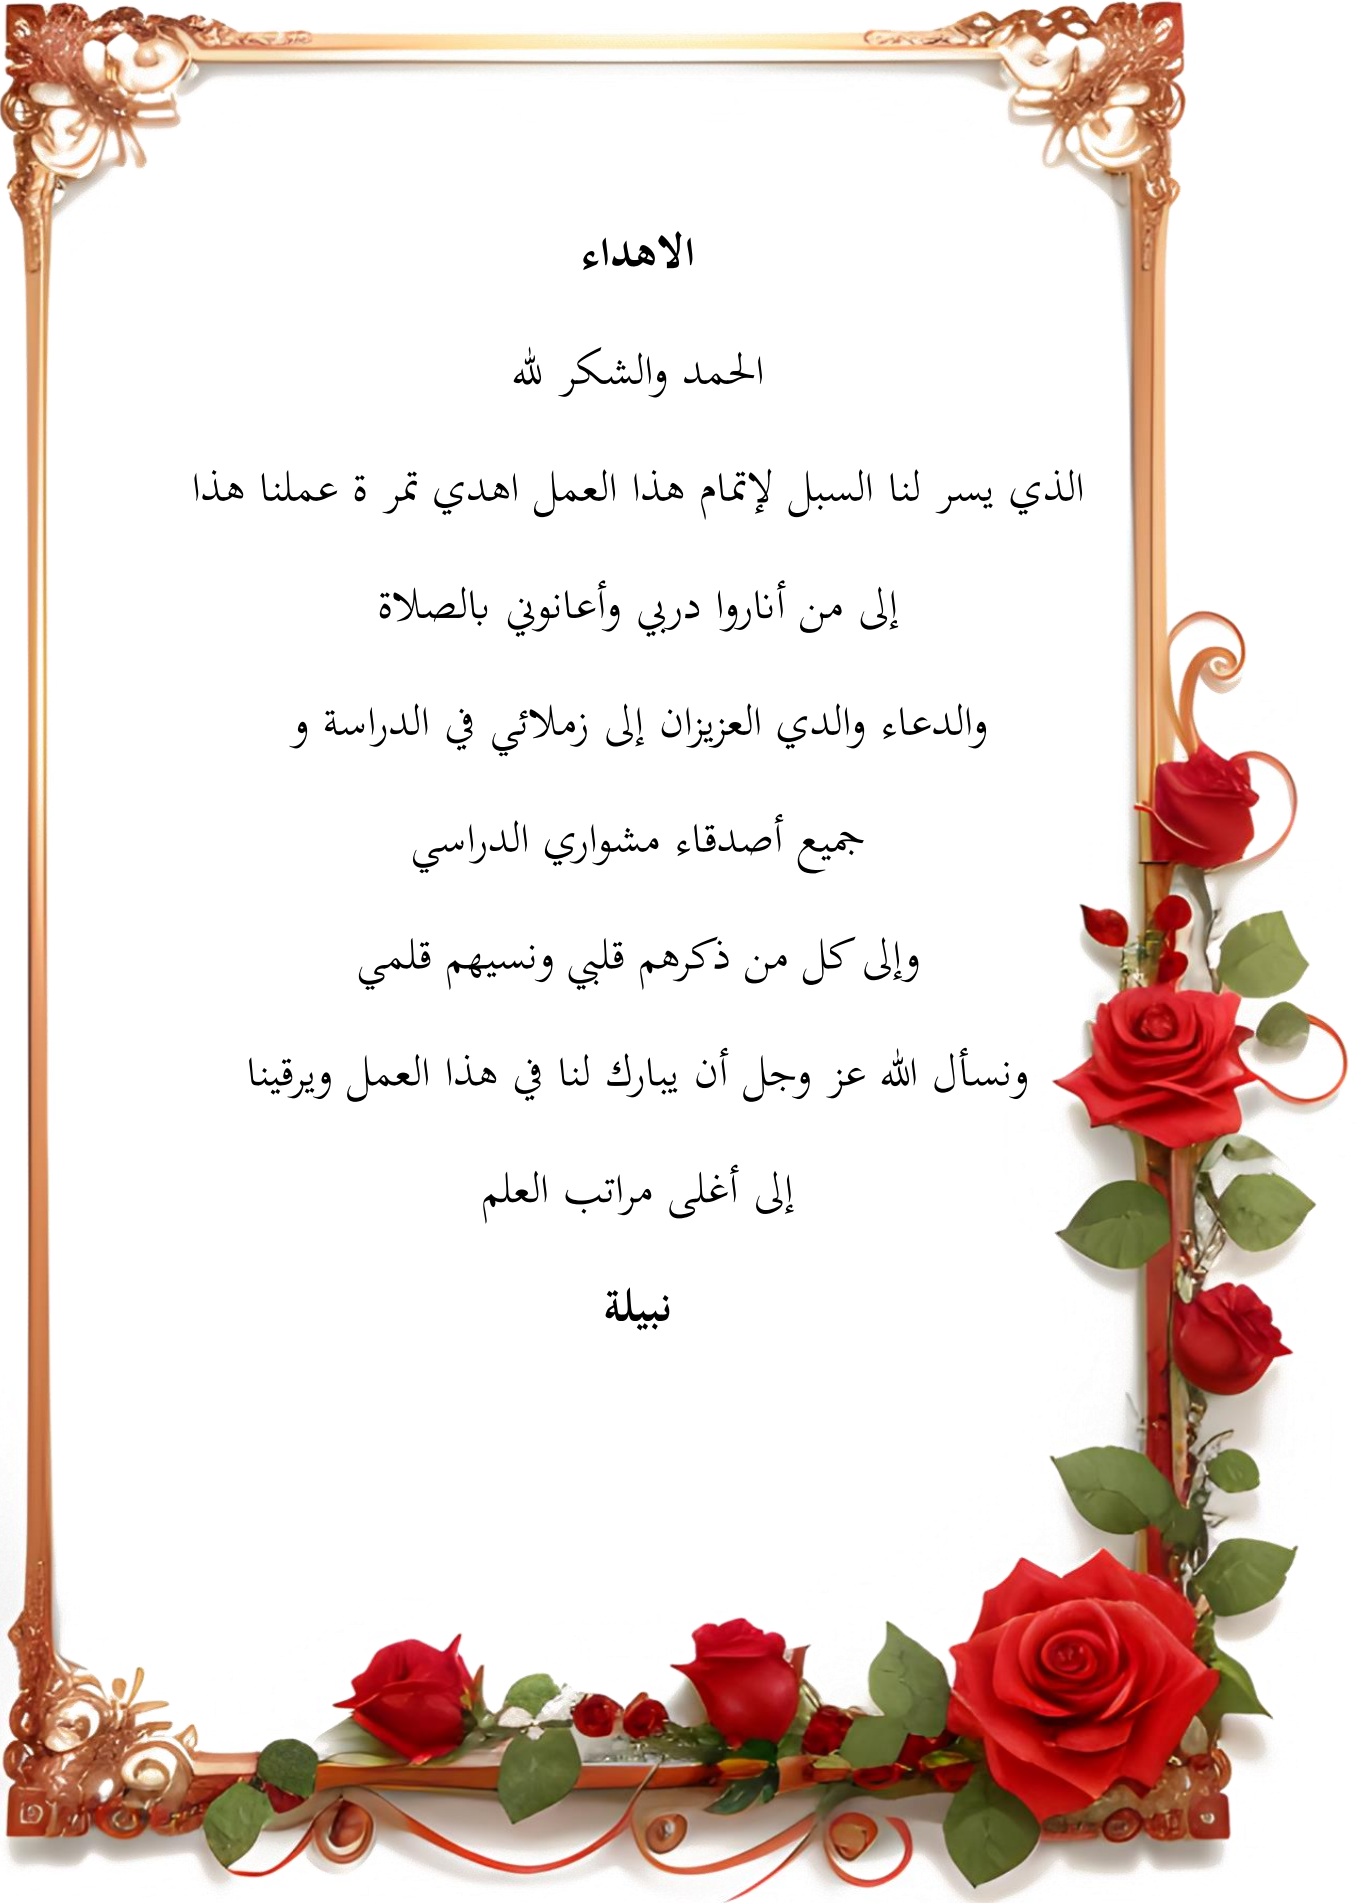 الاهداء
الحمد والشكر لله
الذي يسر لنا السبل لإتمام هذا العمل اهدي تمر ة عملنا هذا
إلى من أناروا دربي وأعانوني بالصلاة
والدعاء والدي العزيزان إلى زملائي في الدراسة و
جميع أصدقاء مشواري الدراسي
وإلى كل من ذكرهم قلبي ونسيهم قلمي
ونسأل الله عز وجل أن يبارك لنا في هذا العمل ويرقينا
إلى أغلى مراتب العلم
نبيلة